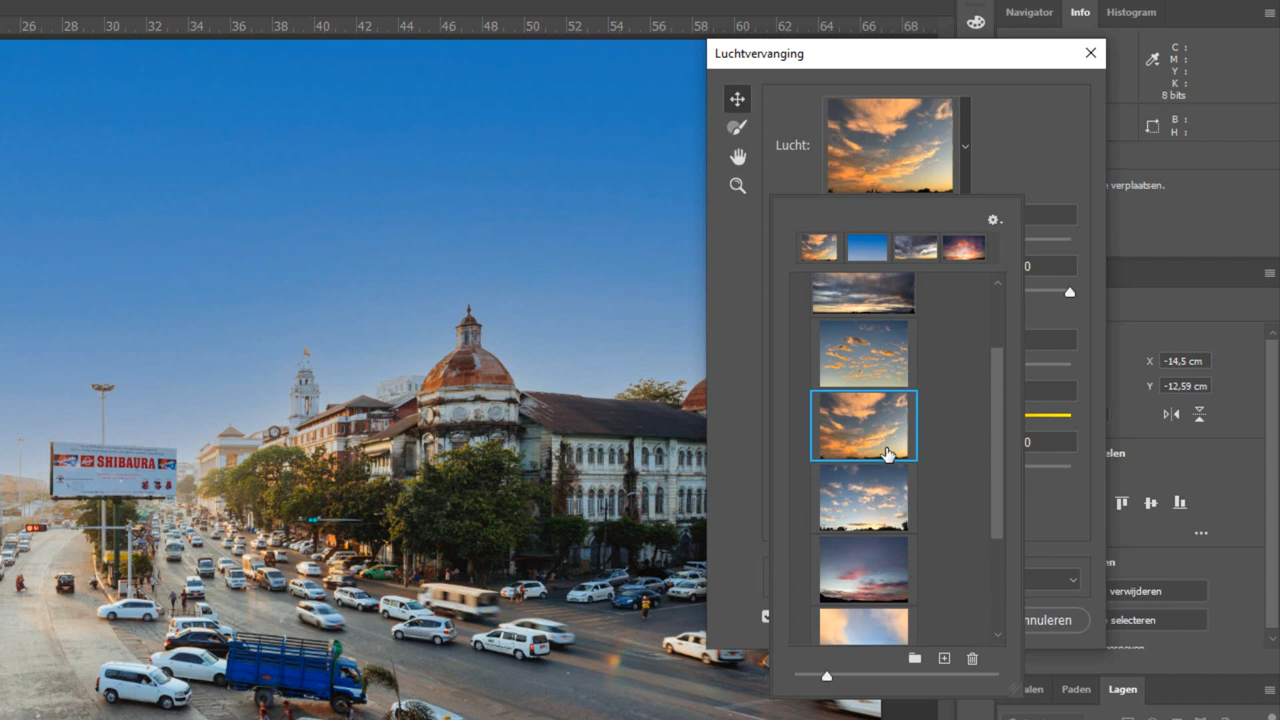 26 28 30 32 34 36 38 40 42 44 46 48 50 52 54 56 58 60 62 64 66 68
Navigator Info Histogram
C :
M :
Y :
K :
8 bits
B :
H :
Luchtvervanging
Lucht:
e verplaatsen.
0
X -14,5 cm
Y -12,59 cm
0
elen
en
verwijderen
nnuleren
selecteren
alen Paden Lagen
SHIBAURA